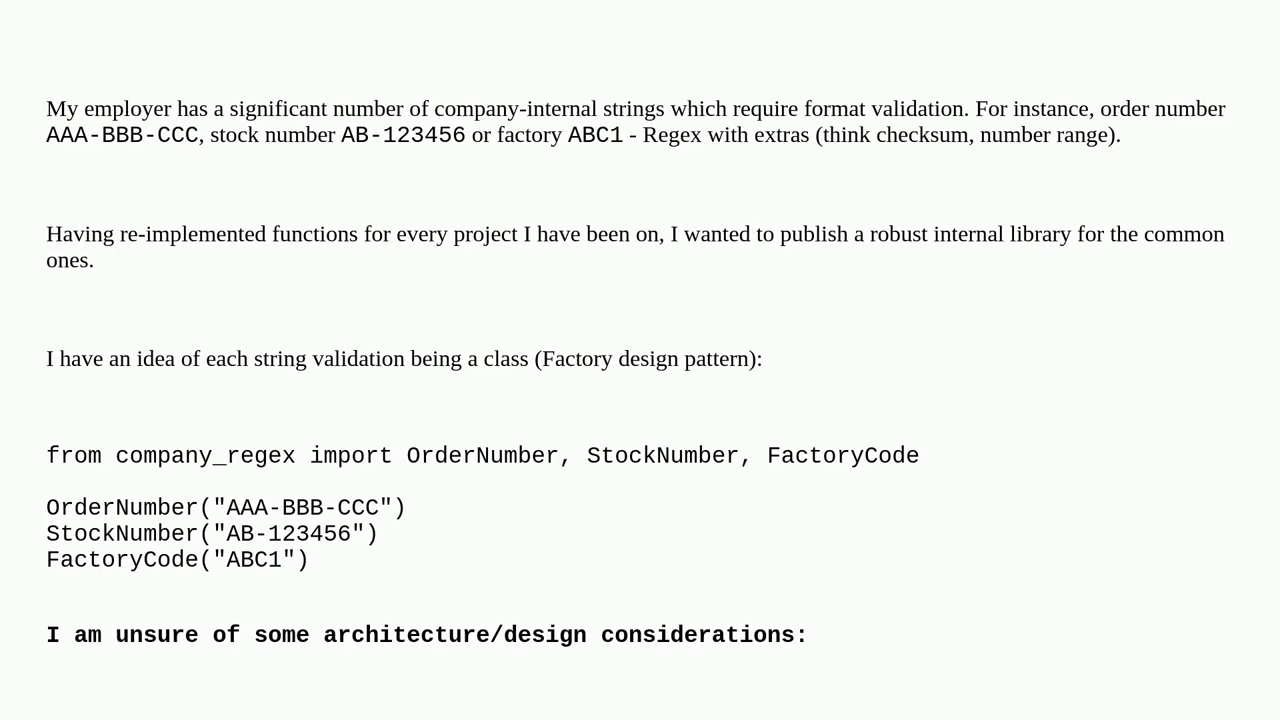 My employer has a significant number of company-internal strings which require format validation. For instance, order number
AAA-BBB-CCC, stock number AB-123456 or factory ABC1 - Regex with extras (think checksum, number range).
Having re-implemented functions for every project I have been on, I wanted to publish a robust internal library for the common
ones.
I have an idea of each string validation being a class (Factory design pattern):
from company_regex import OrderNumber, StockNumber, FactoryCode
OrderNumber("AAA-BBB-CCC")
StockNumber("AB-123456")
FactoryCode("ABC1")
I am unsure of some architecture/design considerations: